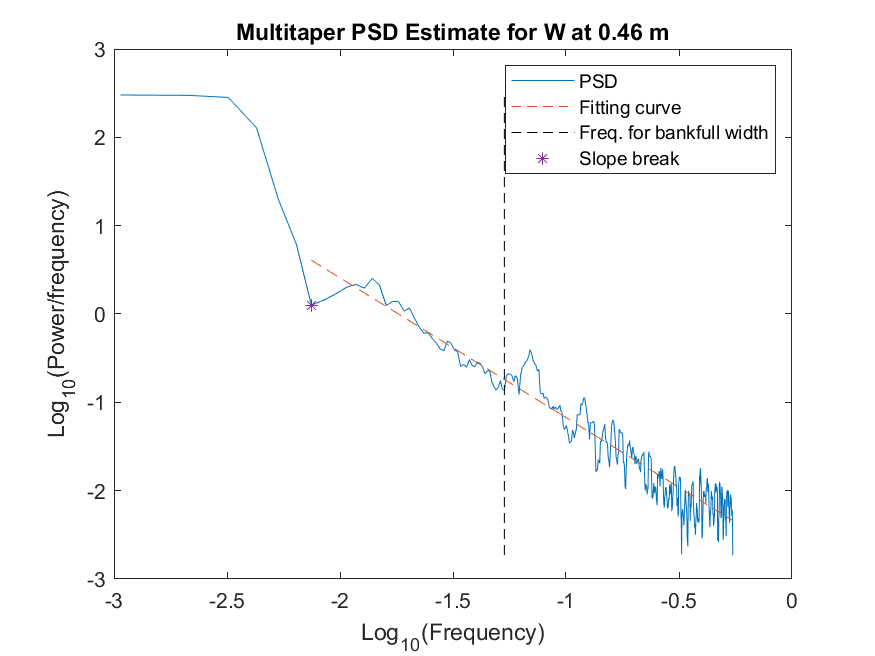 Multitaper PSD Estimate for W at 0.46 m
PSD
Fitting curve
Freq. for bankfull width
Slope break
3
2
1
0
-1
-2
-3
Log10(Power/frequency)
-3 -2.5 -2 -1.5 -1 -0.5 0
Log10(Frequency)